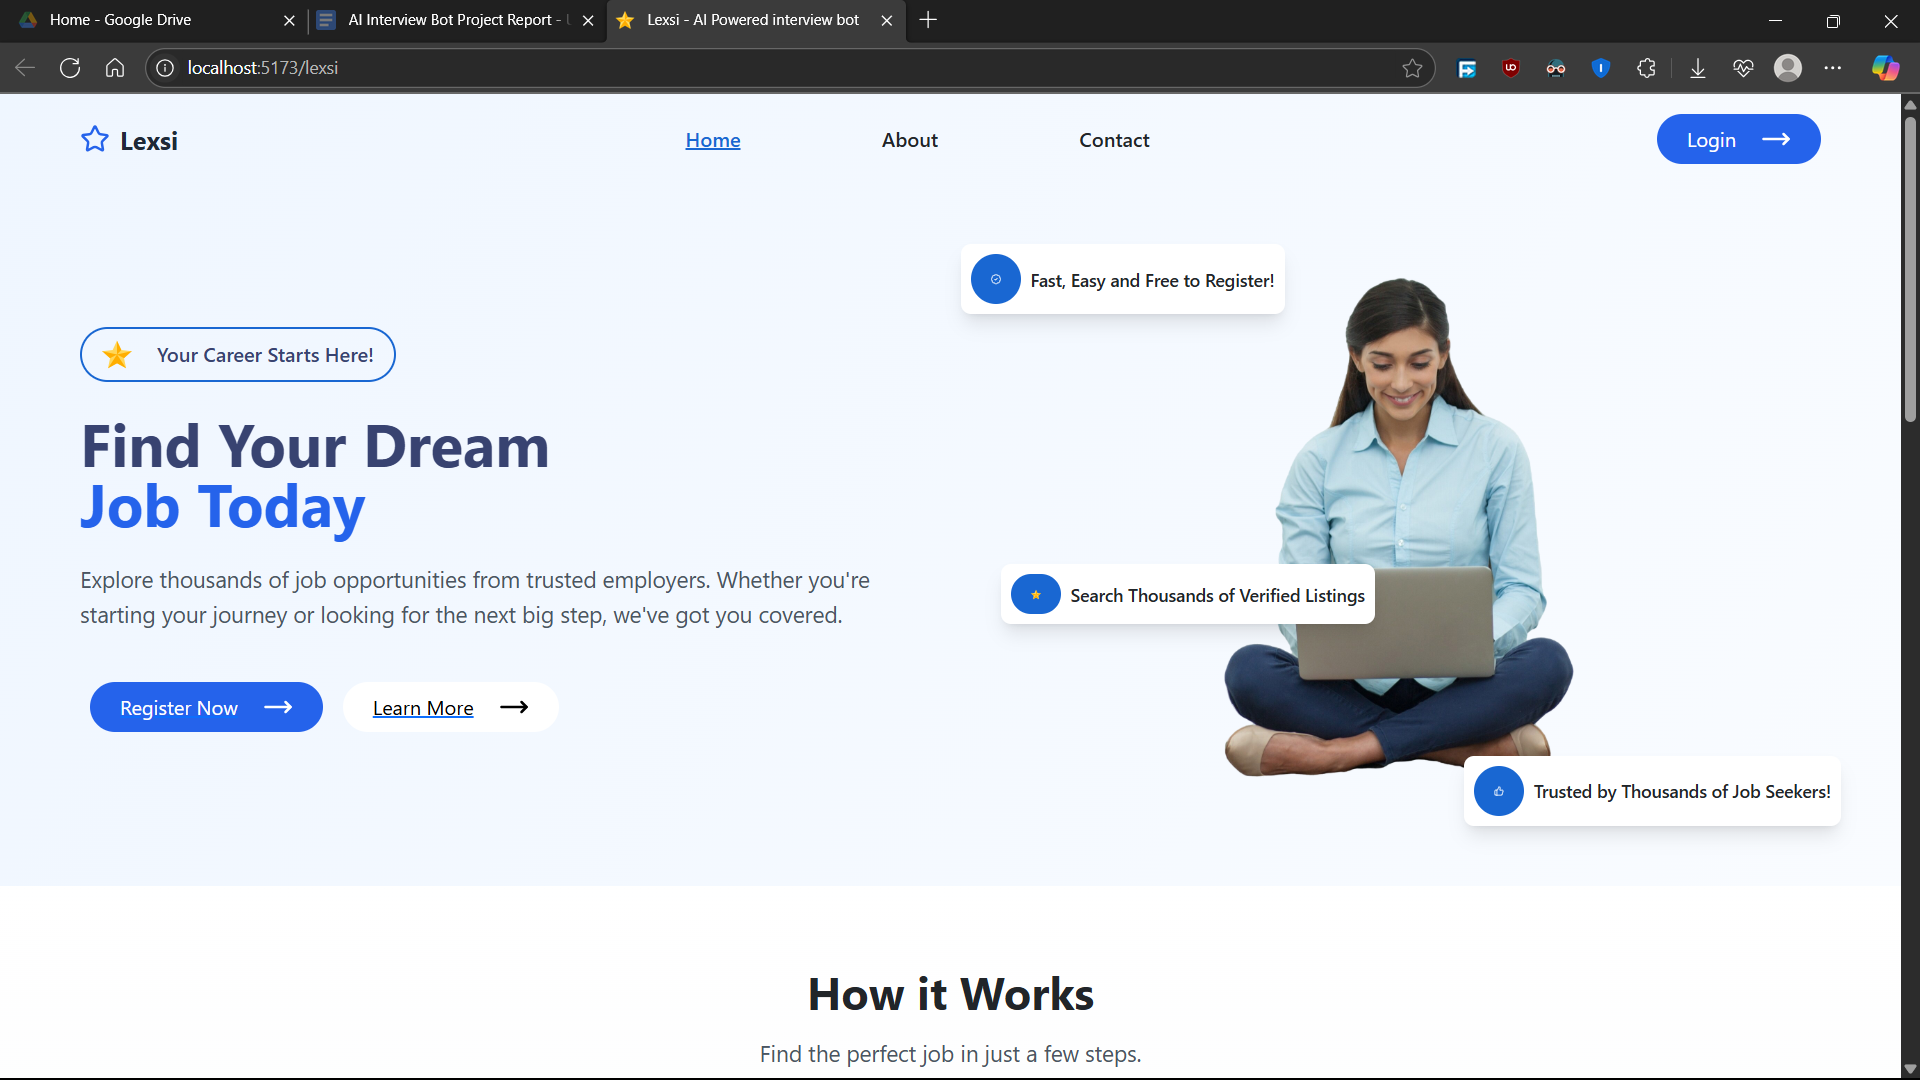 Home - Google Drive
AI Interview Bot Project Report -
Lexsi - AI Powered interview bot
localhost:5173/lexsi
Lexsi
Home
About
Contact
Login
Fast, Easy and Free to Register!
Your Career Starts Here!
Find Your Dream
Job Today
Explore thousands of job opportunities from trusted employers. Whether you're
starting your journey or looking for the next big step, we've got you covered.
Search Thousands of Verified Listings
Register Now
Learn More
Trusted by Thousands of Job Seekers!
How it Works
Find the perfect job in just a few steps.